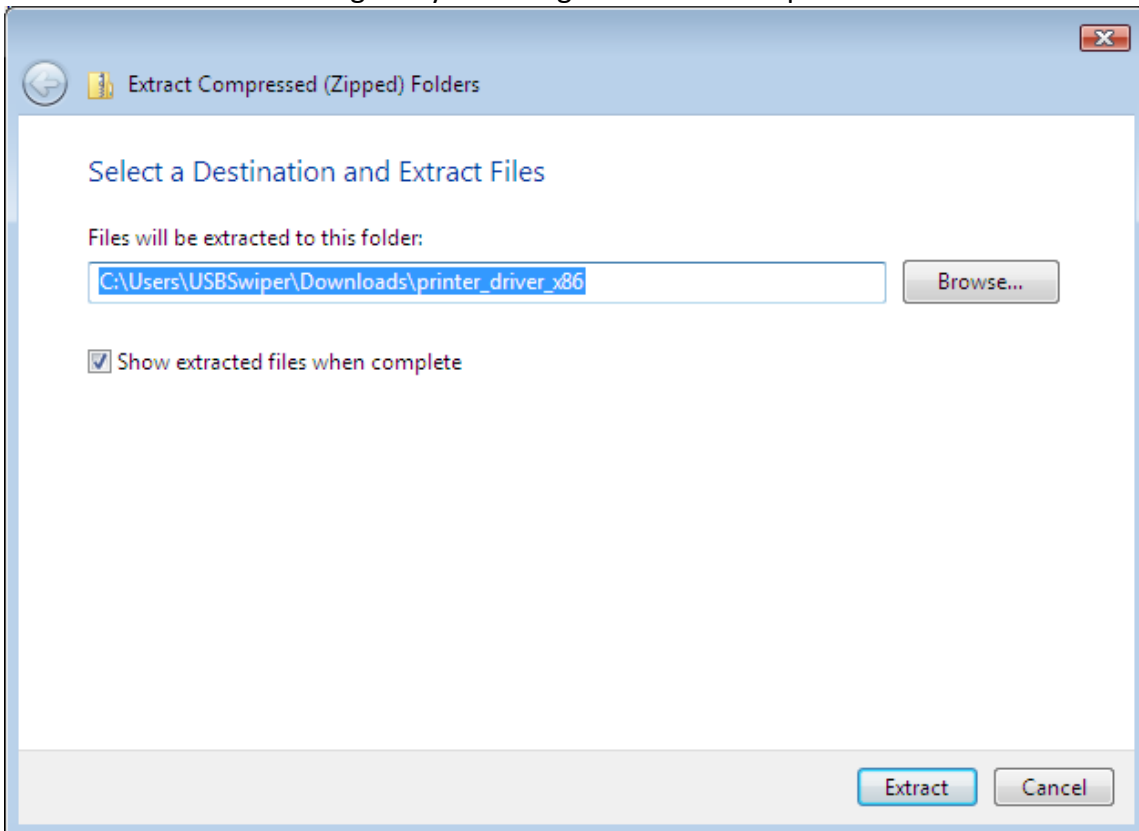 Extract Compressed (Zipped) Folders
Select a Destination and Extract Files
Files will be extracted to this folder:
C:\Users\USBSwiper\Downloads\printer_driver_x86
Browse...
Show extracted files when complete
Extract
Cancel